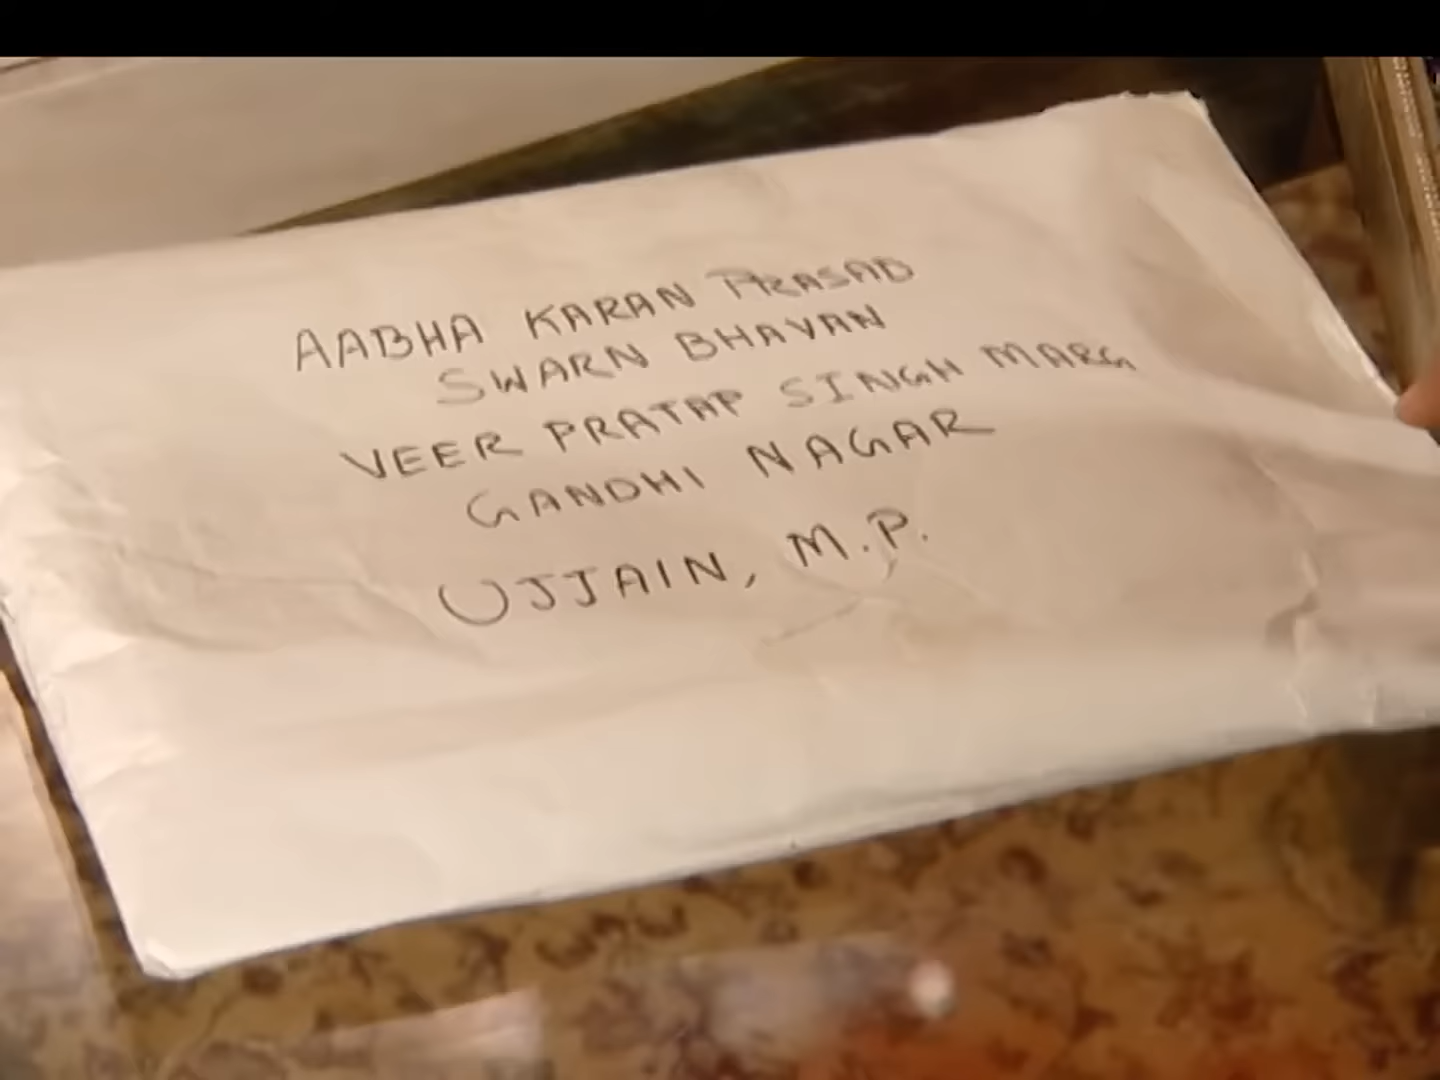 AABHA KARAN PRASAD
SWARN BHAVAN
VEER PRATAP SINGH MARG
GANDHI NAGAR
UJJAIN, M.P.